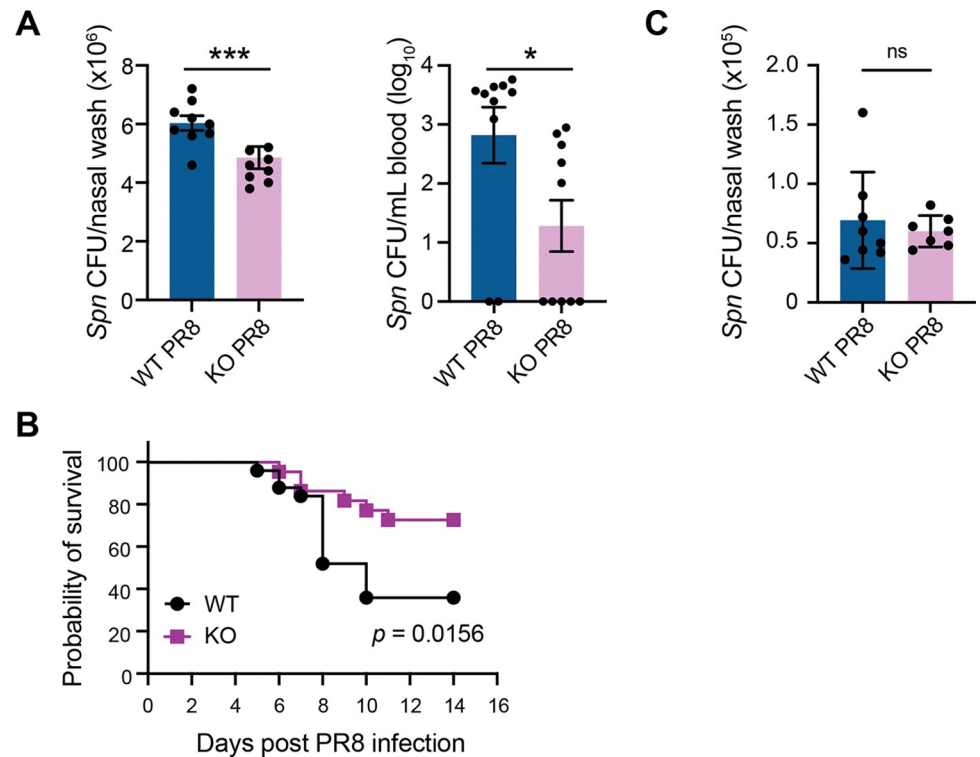 A
Spn CFU/nasal wash (x10⁶)
8
6
4
2
0
***
WT PR8
KO PR8
Spn CFU/mL blood (log₁₀)
4
3
2
1
0
*
WT PR8
KO PR8
C
Spn CFU/nasal wash (x10⁵)
2.0
1.5
1.0
0.5
0
ns
WT PR8
KO PR8
B
Probability of survival
100
80
60
40
20
0
WT
KO
p = 0.0156
0 2 4 6 8 10 12 14 16
Days post PR8 infection